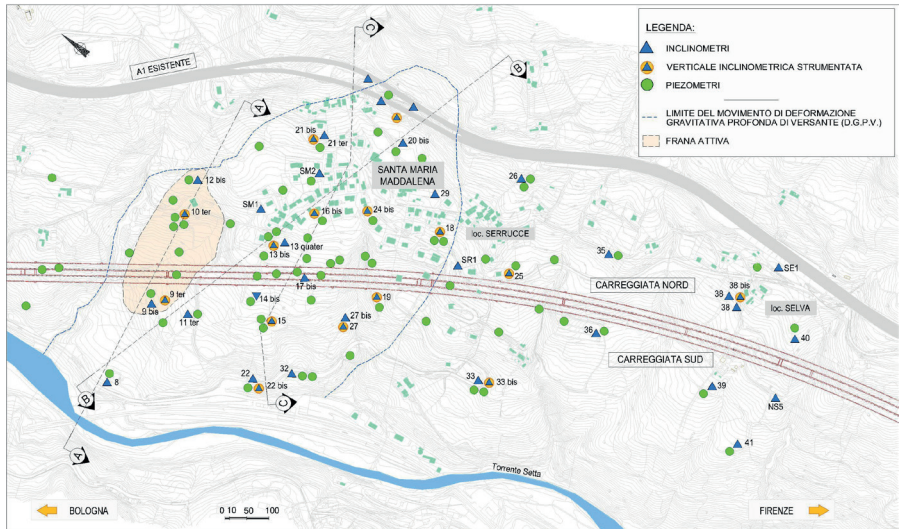 LEGENDA:
INCLINOMETRI
VERTICALE INCLINOMETRICA STRUMENTATA
PIEZOMETRI
LIMITE DEL MOVIMENTO DI DEFORMAZIONE
GRAVITATIVA PROFONDA DI VERSANTE (D.G.P.V.)
FRANA ATTIVA
A1 ESISTENTE
C
B
A
21 bis
21 ter
20 bis
SM2
SANTA MARIA
MADDALENA
12 bis
26
29
SM1
10 ter
16 bis
24 bis
18
loc. SERRUCCE
13 quater
13 bis
SR1
35
SE1
25
CARREGGIATA NORD
17 bis
9 ter
9 bis
14 bis
19
38 bis
38
38
loc. SELVA
11 ter
15
27 bis
27
36
40
CARREGGIATA SUD
8
22
32
22 bis
33
33 bis
39
NS5
B
C
A
41
Torrente Setta
BOLOGNA
0 10 50 100
FIRENZE